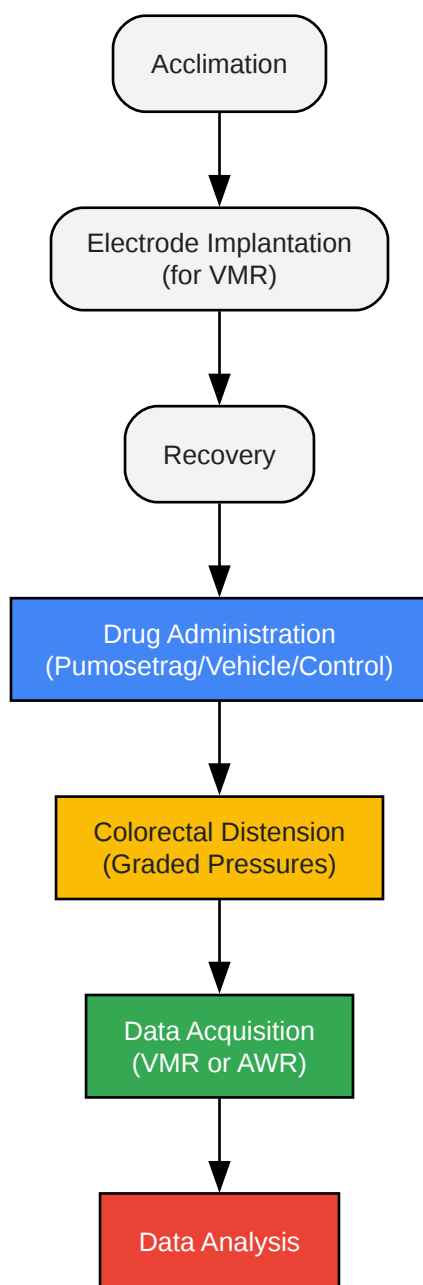 Acclimation
Electrode Implantation
(for VMR)
Recovery
Drug Administration
(Pumosetrag/Vehicle/Control)
Colorectal Distension
(Graded Pressures)
Data Acquisition
(VMR or AWR)
Data Analysis